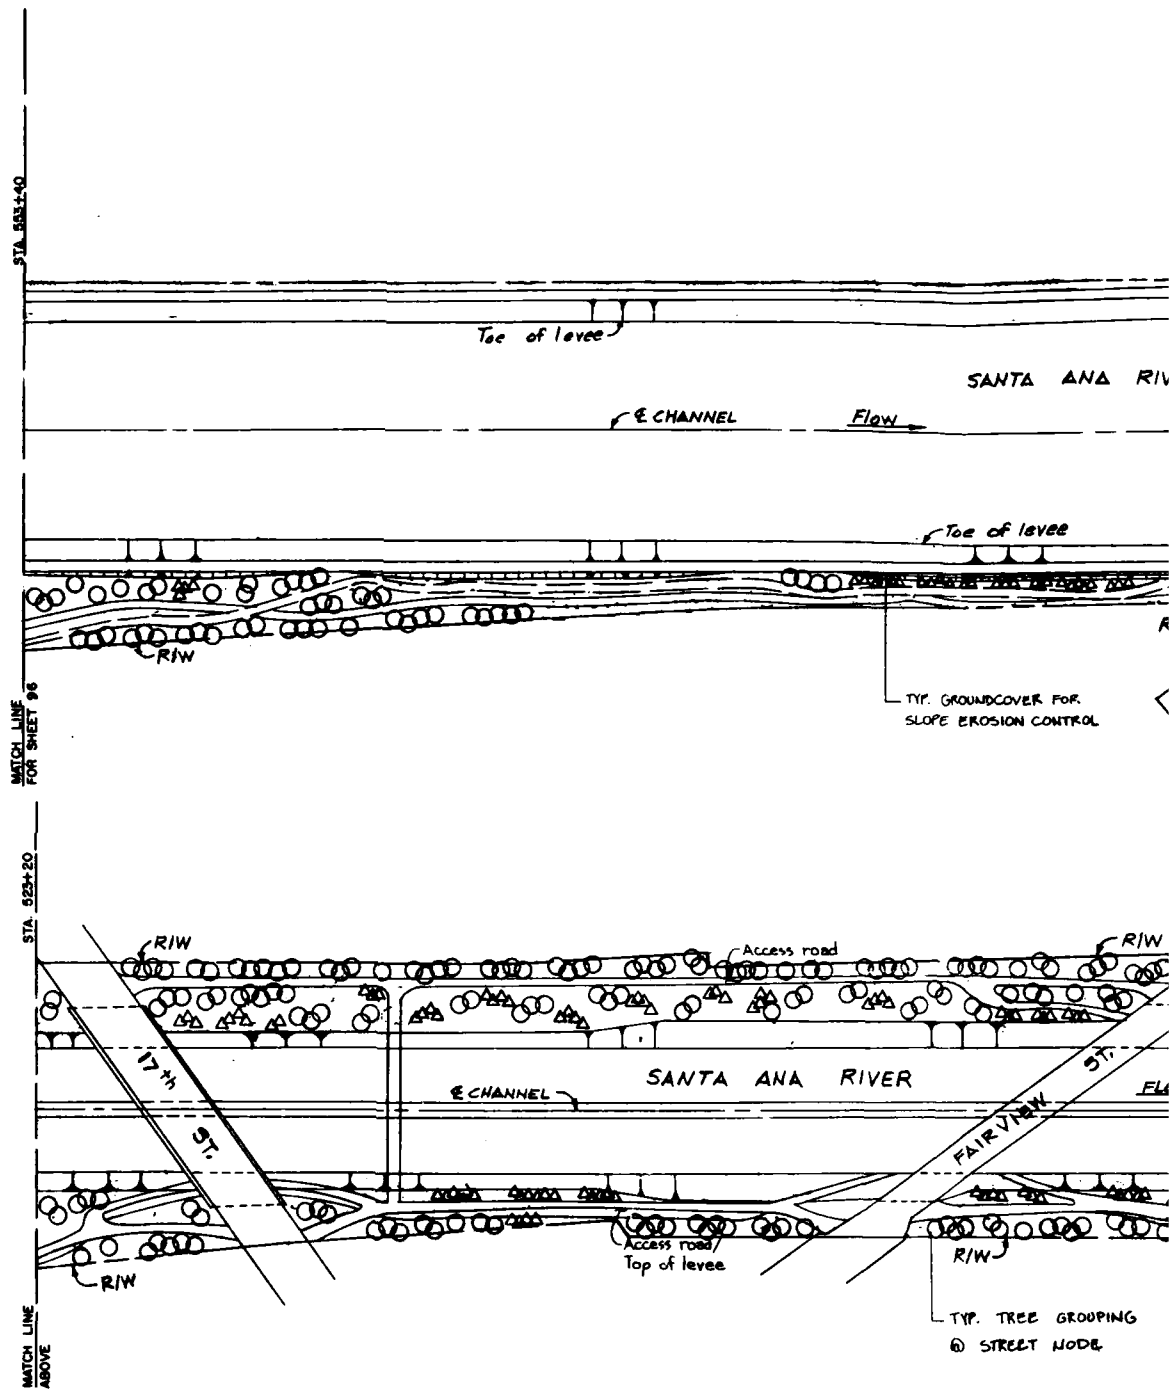 STA. 553+40
Toe of levee
SANTA ANA RIV
℄ CHANNEL
Flow
Toe of levee
R/W
R
TYP. GROUNDCOVER FOR
SLOPE EROSION CONTROL
MATCH LINE
FOR SHEET 96
STA. 523+20
R/W
Access road
R/W
17th
ST.
SANTA ANA RIVER
℄ CHANNEL
FAIRVIEW ST.
FLO
Access road
Top of levee
R/W
R/W
TYP. TREE GROUPING
@ STREET NODE
MATCH LINE
ABOVE